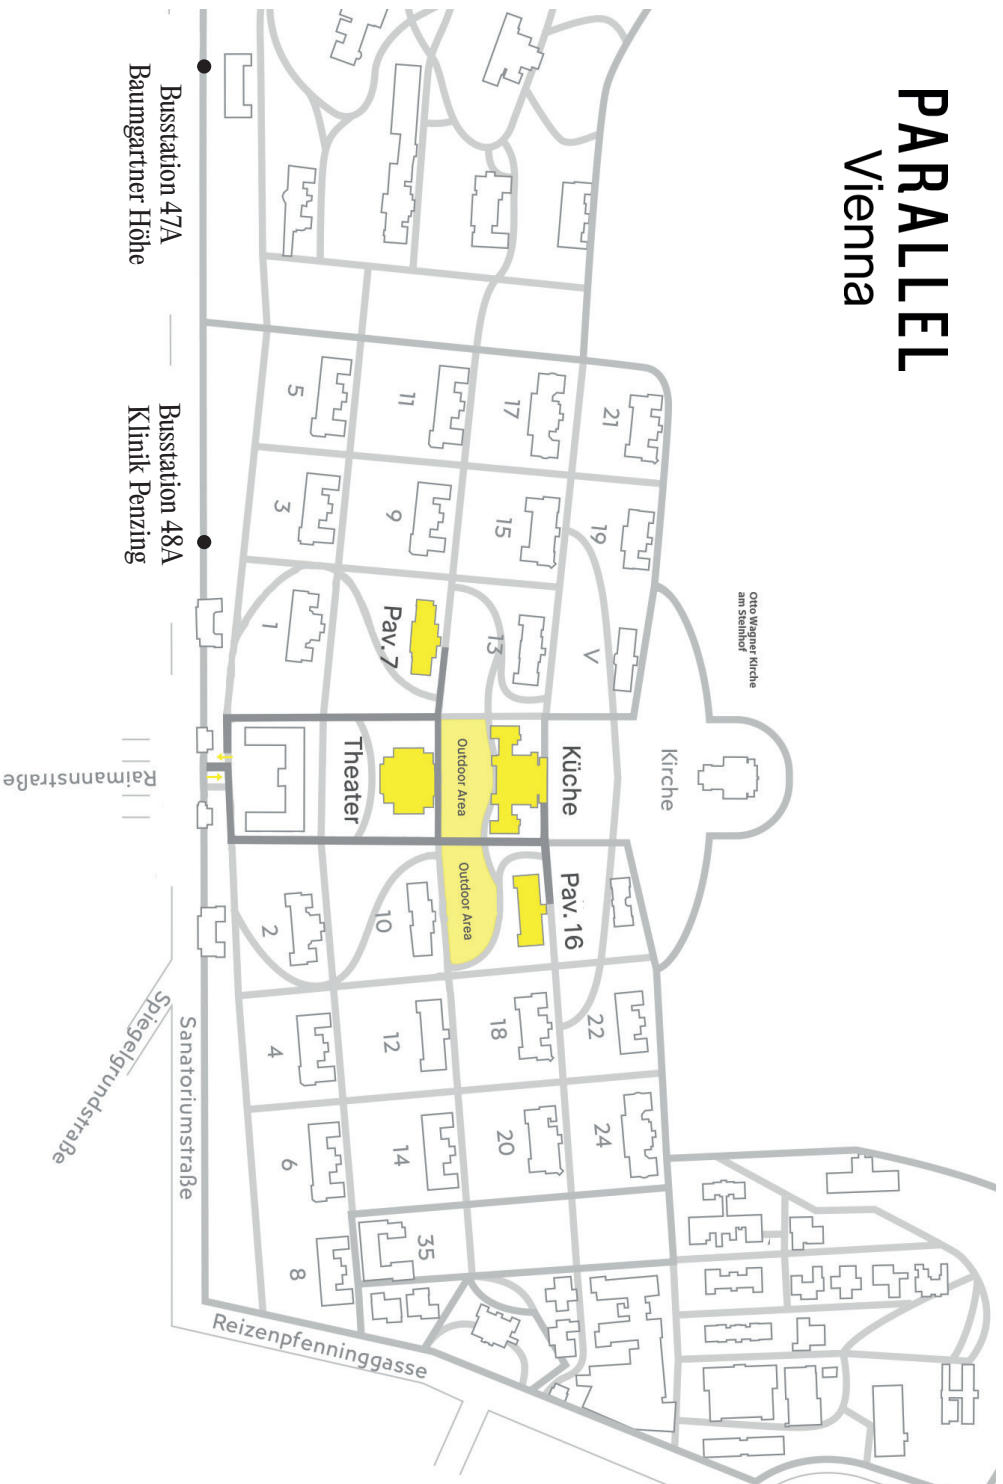 PARALLEL
Vienna
Busstation 47A
Baumgartner Höhe
Busstation 48A
Klinik Penzing
Otto Wagner Kirche
am Steinhof
Kirche
21
19
V
22
24
17
15
13
Küche
Pav. 16
18
20
Outdoor Area
Outdoor Area
11
9
Pav. 7
Theater
10
12
14
35
5
3
1
2
4
6
8
Raimannstraße
Spiegelgrundstraße
Sanatoriumstraße
Reizenpfenninggasse